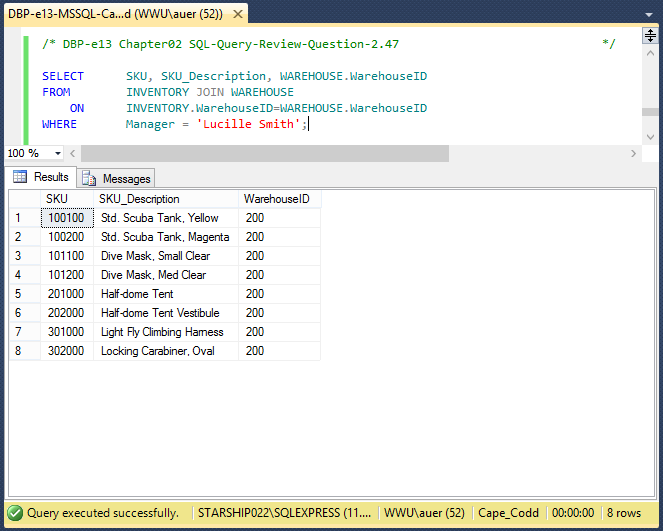 DBP-e13-MSSQL-Ca...d (WWU\auer (52))
/* DBP-e13 Chapter02 SQL-Query-Review-Question-2.47 */
SELECT SKU, SKU_Description, WAREHOUSE.WarehouseID
FROM INVENTORY JOIN WAREHOUSE
ON INVENTORY.WarehouseID=WAREHOUSE.WarehouseID
WHERE Manager = 'Lucille Smith';
100 %
Results Messages
SKU SKU_Description WarehouseID
1 100100 Std. Scuba Tank, Yellow 200
2 100200 Std. Scuba Tank, Magenta 200
3 101100 Dive Mask, Small Clear 200
4 101200 Dive Mask, Med Clear 200
5 201000 Half-dome Tent 200
6 202000 Half-dome Tent Vestibule 200
7 301000 Light Fly Climbing Harness 200
8 302000 Locking Carabiner, Oval 200
Query executed successfully. STARSHIP022\SQLEXPRESS (11.... WWU\auer (52) Cape_Codd 00:00:00 8 rows